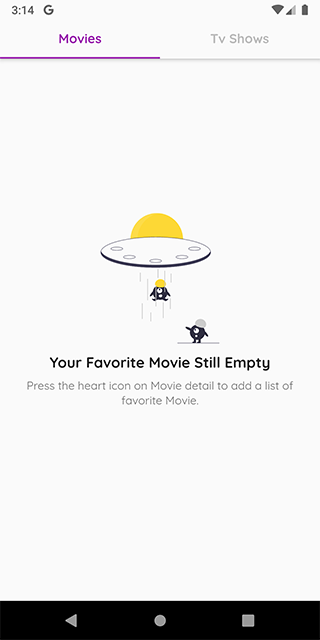 3:14 G
Movies
Tv Shows
Your Favorite Movie Still Empty
Press the heart icon on Movie detail to add a list of
favorite Movie.